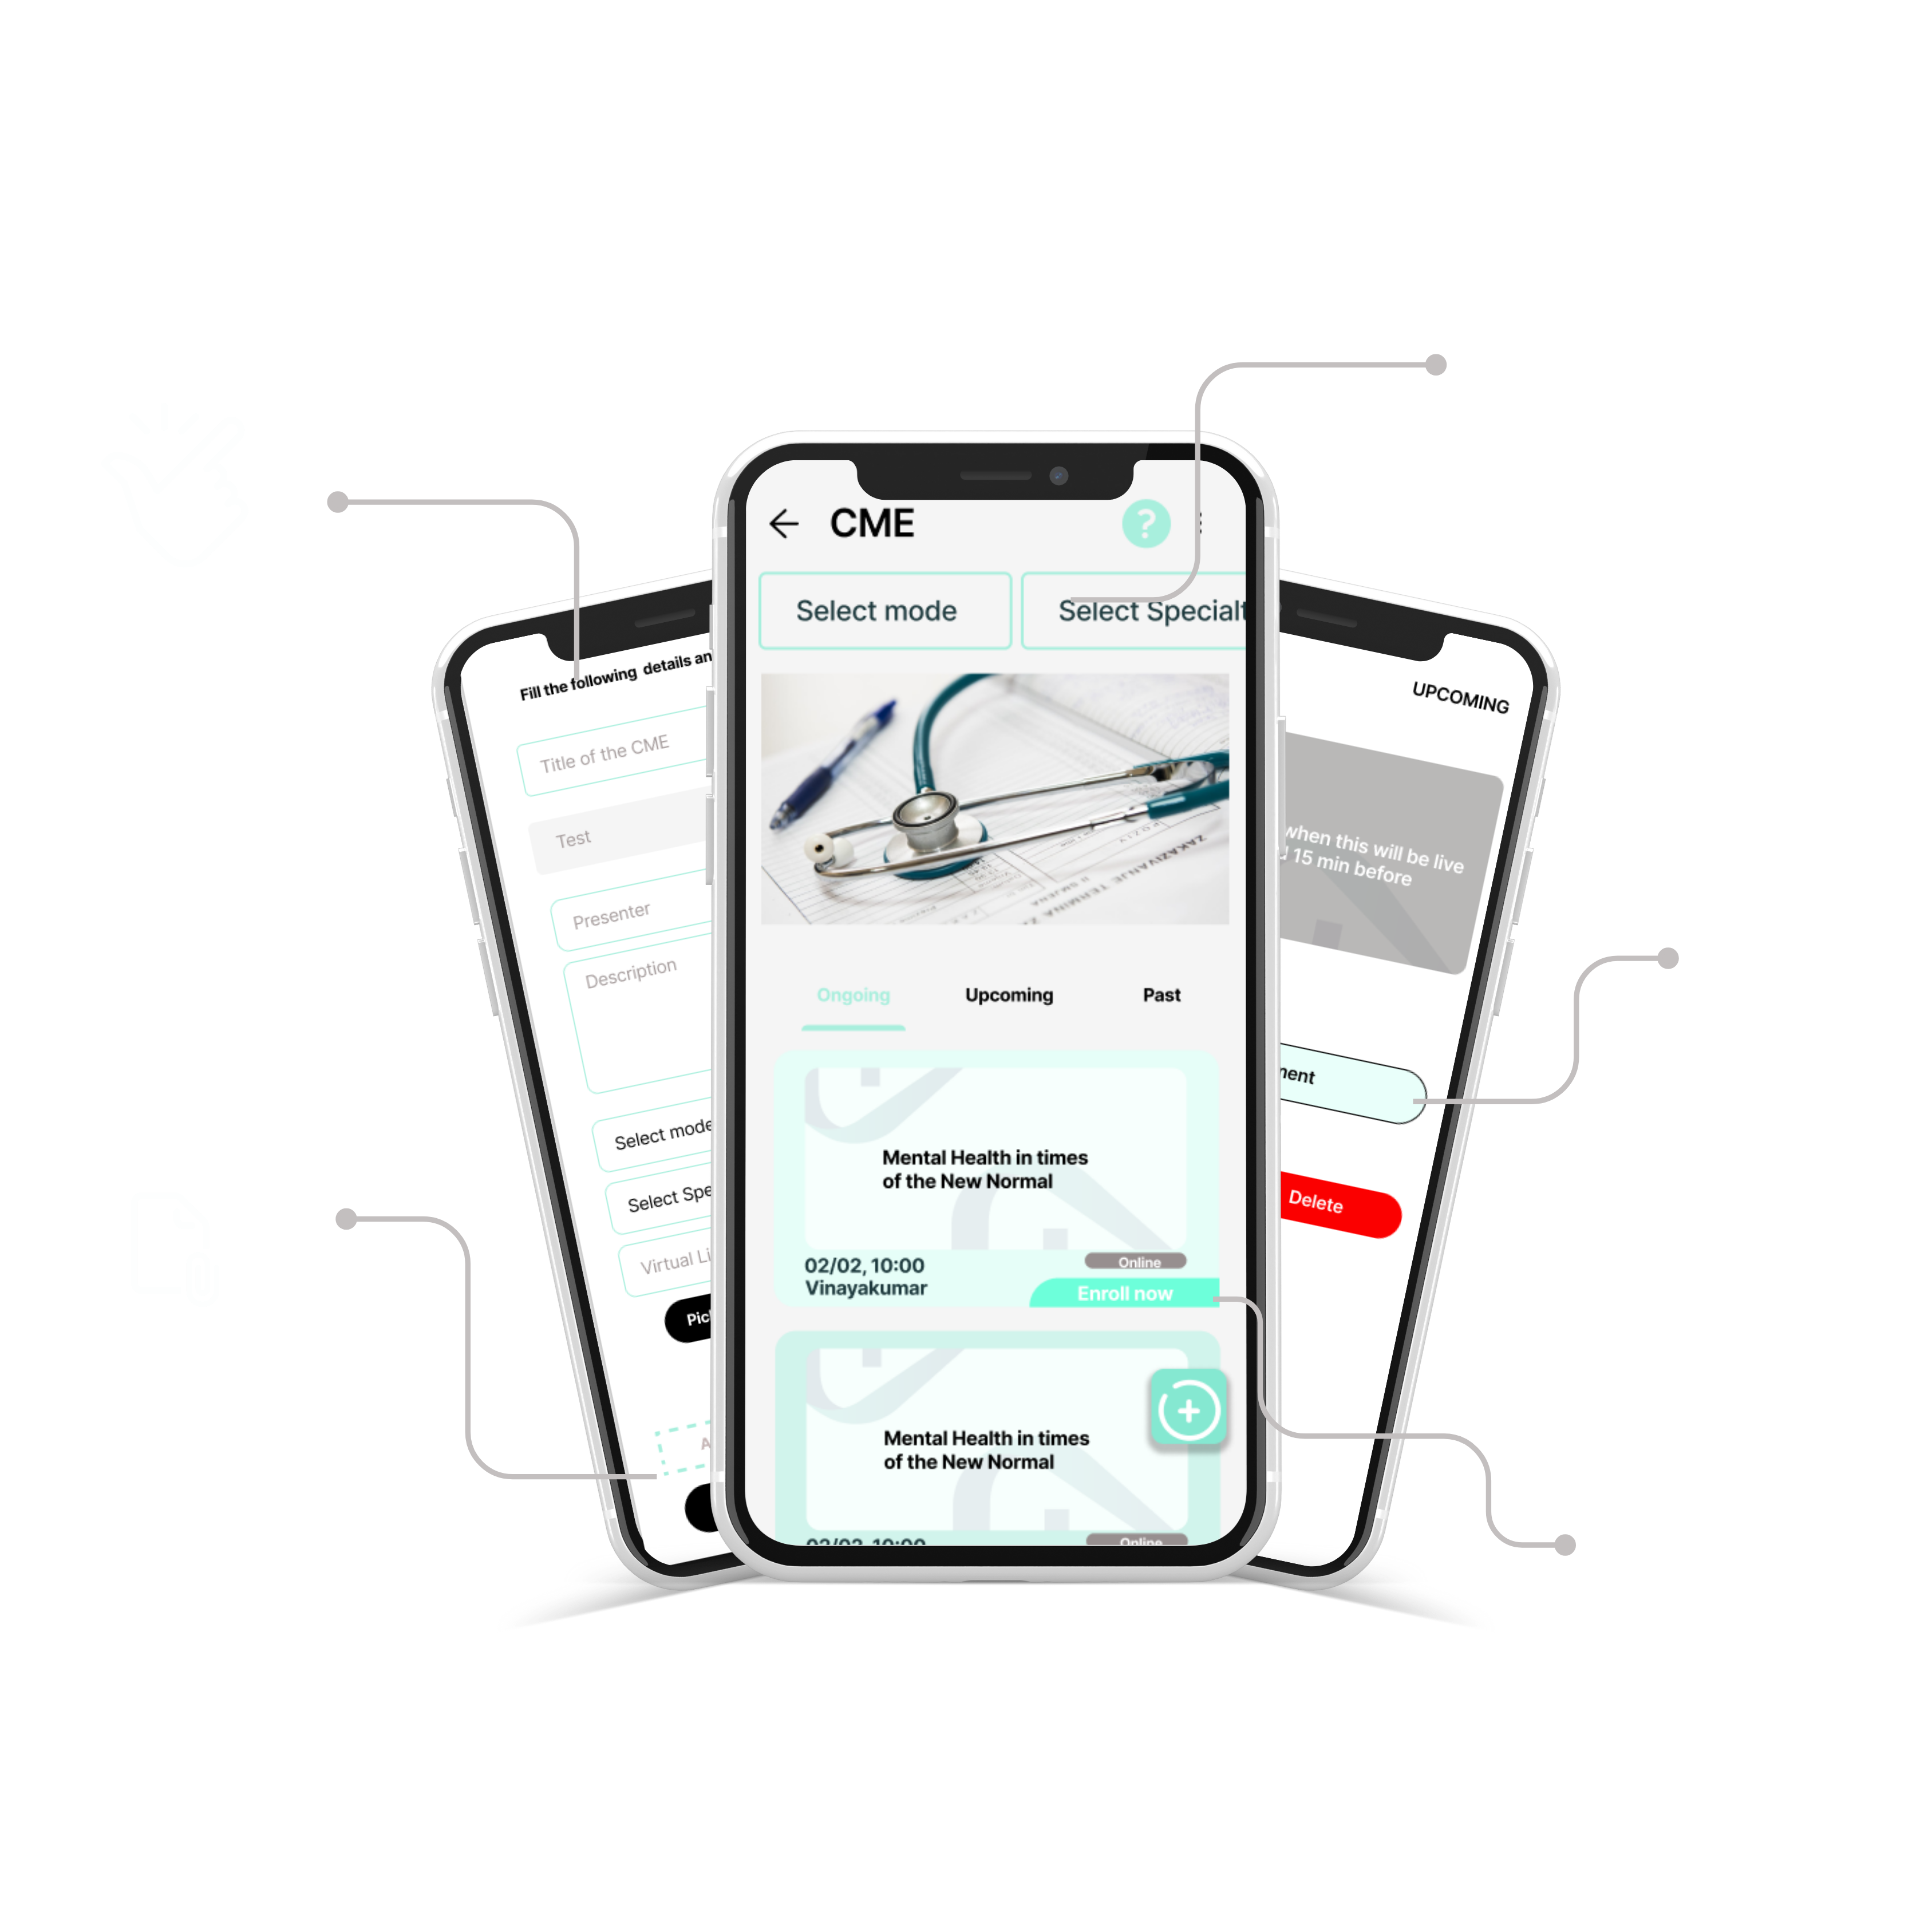 Fill the following details an
Title of the CME
Test
Presenter
Description
Select mode
Select Spe
Virtual Li
Pic
A
CME
?
Select mode
Select Specialt
ZAKAZIVANJE TERMINA
Ongoing
Upcoming
Past
Mental Health in times
of the New Normal
02/02, 10:00
Online
Vinayakumar
Enroll now
Mental Health in times
of the New Normal
02/02, 10:00
Online
UPCOMING
when this will be live
15 min before
ment
Delete